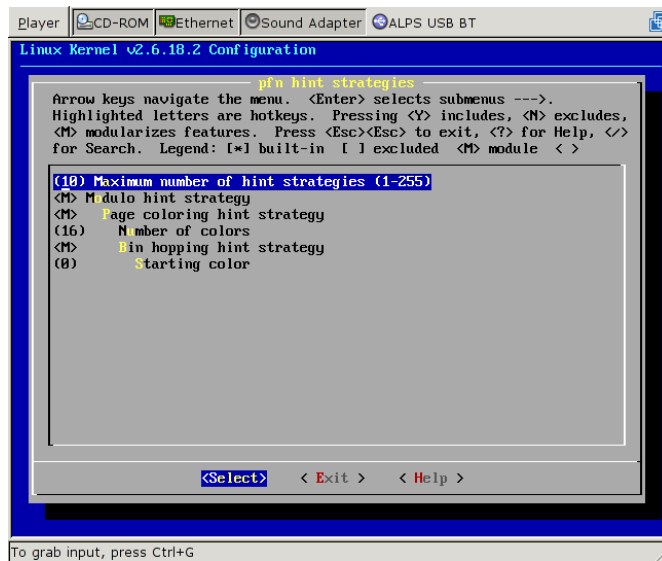 Player CD-ROM Ethernet Sound Adapter ALPS USB BT
Linux Kernel v2.6.18.2 Configuration
pfn hint strategies
Arrow keys navigate the menu. <Enter> selects submenus --->.
Highlighted letters are hotkeys. Pressing <Y> includes, <N> excludes,
<M> modularizes features. Press <Esc><Esc> to exit, <?> for Help, </>
for Search. Legend: [*] built-in [ ] excluded <M> module < >
(10) Maximum number of hint strategies (1-255)
<M> Modulo hint strategy
<M> Page coloring hint strategy
(16) Number of colors
<M> Bin hopping hint strategy
(0) Starting color
<Select> < Exit > < Help >
To grab input, press Ctrl+G